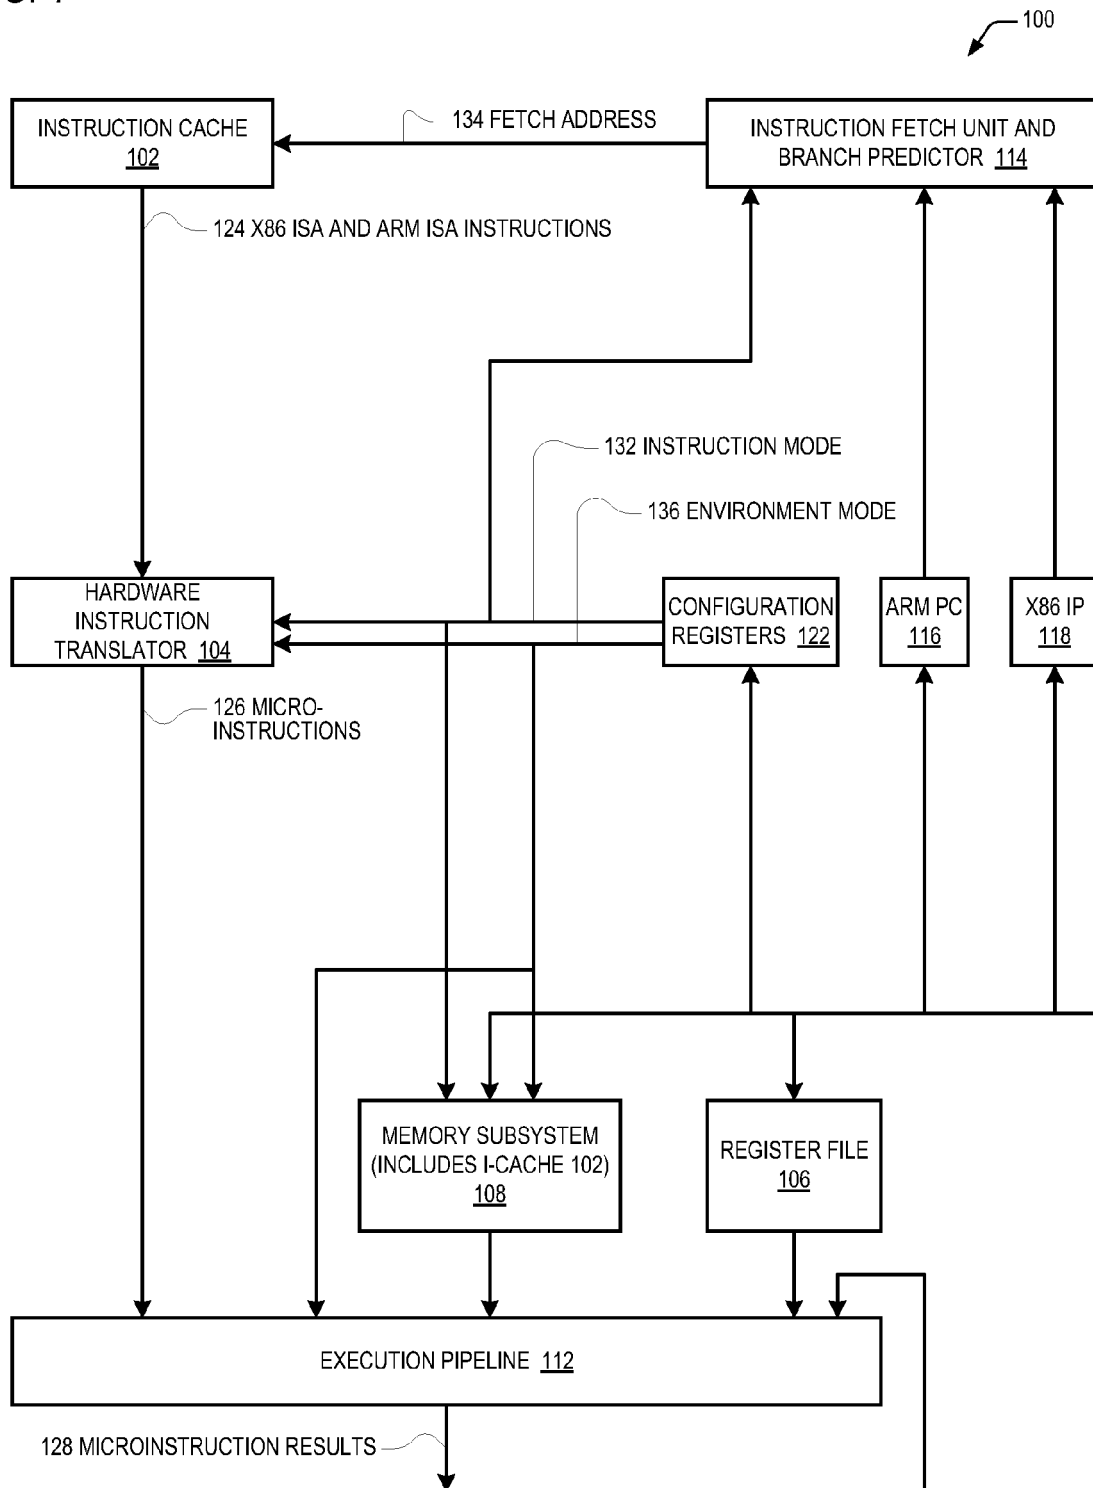 100
INSTRUCTION CACHE
102
134 FETCH ADDRESS
INSTRUCTION FETCH UNIT AND
BRANCH PREDICTOR 114
124 X86 ISA AND ARM ISA INSTRUCTIONS
132 INSTRUCTION MODE
136 ENVIRONMENT MODE
HARDWARE
INSTRUCTION
TRANSLATOR 104
CONFIGURATION
REGISTERS 122
ARM PC
116
X86 IP
118
126 MICRO-
INSTRUCTIONS
MEMORY SUBSYSTEM
(INCLUDES I-CACHE 102)
108
REGISTER FILE
106
EXECUTION PIPELINE 112
128 MICROINSTRUCTION RESULTS